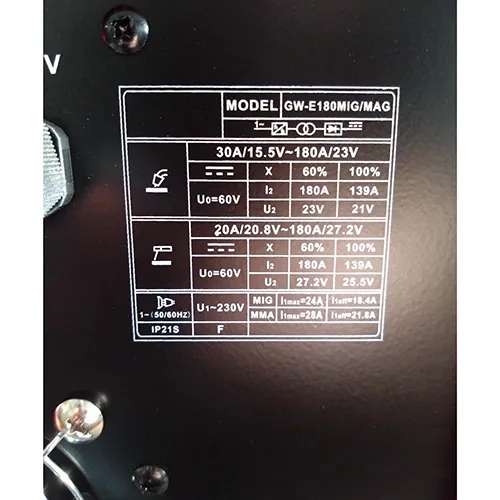 V
MODEL GW-E180MIG/MAG
1~
30A/15.5V~180A/23V
X 60% 100%
U0=60V I2 180A 139A
U2 23V 21V
20A/20.8V~180A/27.2V
X 60% 100%
U0=60V I2 180A 139A
U2 27.2V 25.5V
1~(50/60HZ) U1~230V MIG I1max=24A I1eff=18.4A
MMA I1max=28A I1eff=21.8A
IP21S F